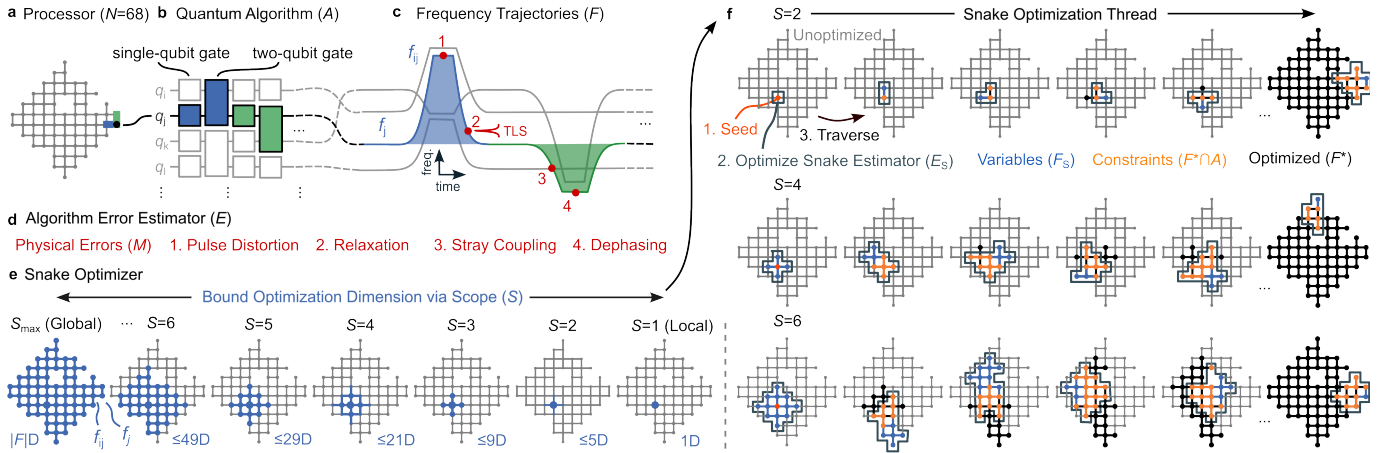 a Processor (N=68)
b Quantum Algorithm (A)
c Frequency Trajectories (F)
single-qubit gate
two-qubit gate
qi
qj
qk
ql
...
⋮
⋮
fij
fj
1
2
TLS
3
4
freq.
time
...
d Algorithm Error Estimator (E)
Physical Errors (M) 1. Pulse Distortion 2. Relaxation 3. Stray Coupling 4. Dephasing
e Snake Optimizer
Bound Optimization Dimension via Scope (S)
Smax (Global) ... S=6 S=5 S=4 S=3 S=2 S=1 (Local)
fij
fj
|F|D ≤49D ≤29D ≤21D ≤9D ≤5D 1D
f S=2 Snake Optimization Thread
Unoptimized
1. Seed
3. Traverse
...
2. Optimize Snake Estimator (ES) Variables (FS) Constraints (F*∩A) Optimized (F*)
S=4
...
S=6
...